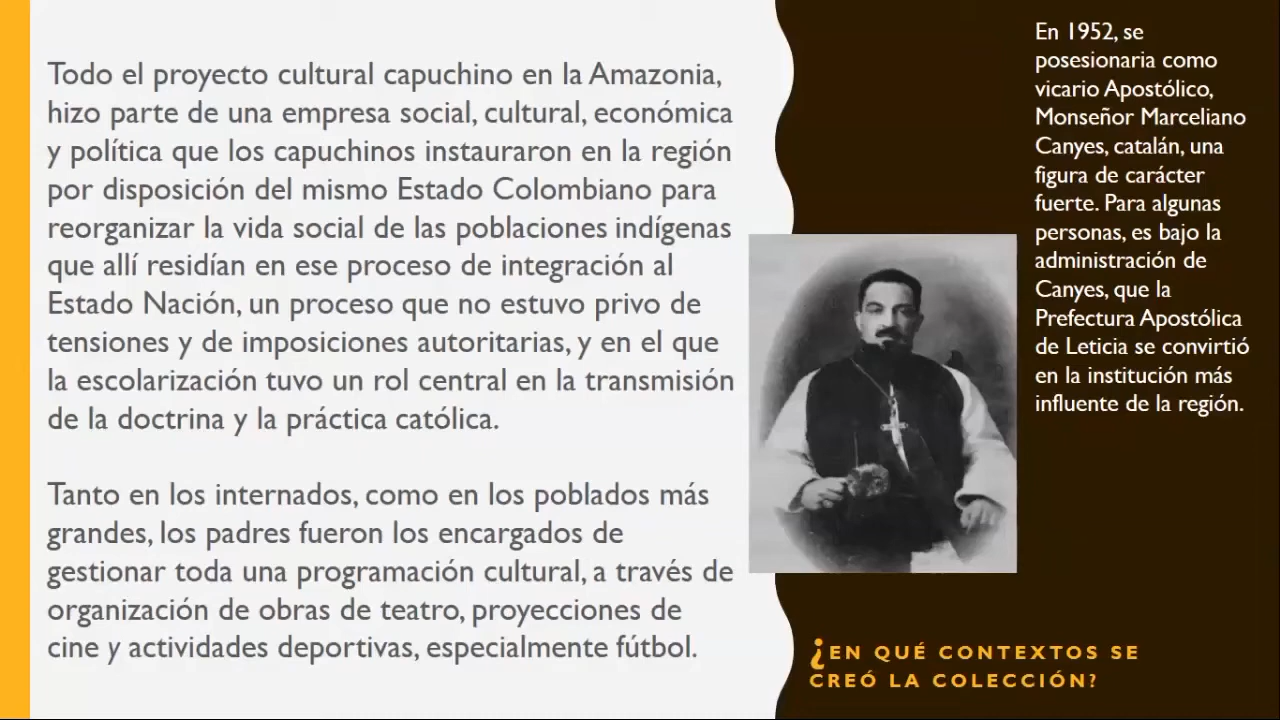 Todo el proyecto cultural capuchino en la Amazonia,
hizo parte de una empresa social, cultural, económica
y política que los capuchinos instauraron en la región
por disposición del mismo Estado Colombiano para
reorganizar la vida social de las poblaciones indígenas
que allí residían en ese proceso de integración al
Estado Nación, un proceso que no estuvo privo de
tensiones y de imposiciones autoritarias, y en el que
la escolarización tuvo un rol central en la transmisión
de la doctrina y la práctica católica.
Tanto en los internados, como en los poblados más
grandes, los padres fueron los encargados de
gestionar toda una programación cultural, a través de
organización de obras de teatro, proyecciones de
cine y actividades deportivas, especialmente fútbol.
En 1952, se
posesionaria como
vicario Apostólico,
Monseñor Marceliano
Canyes, catalán, una
figura de carácter
fuerte. Para algunas
personas, es bajo la
administración de
Canyes, que la
Prefectura Apostólica
de Leticia se convirtió
en la institución más
influente de la región.
¿EN QUÉ CONTEXTOS SE
CREÓ LA COLECCIÓN?